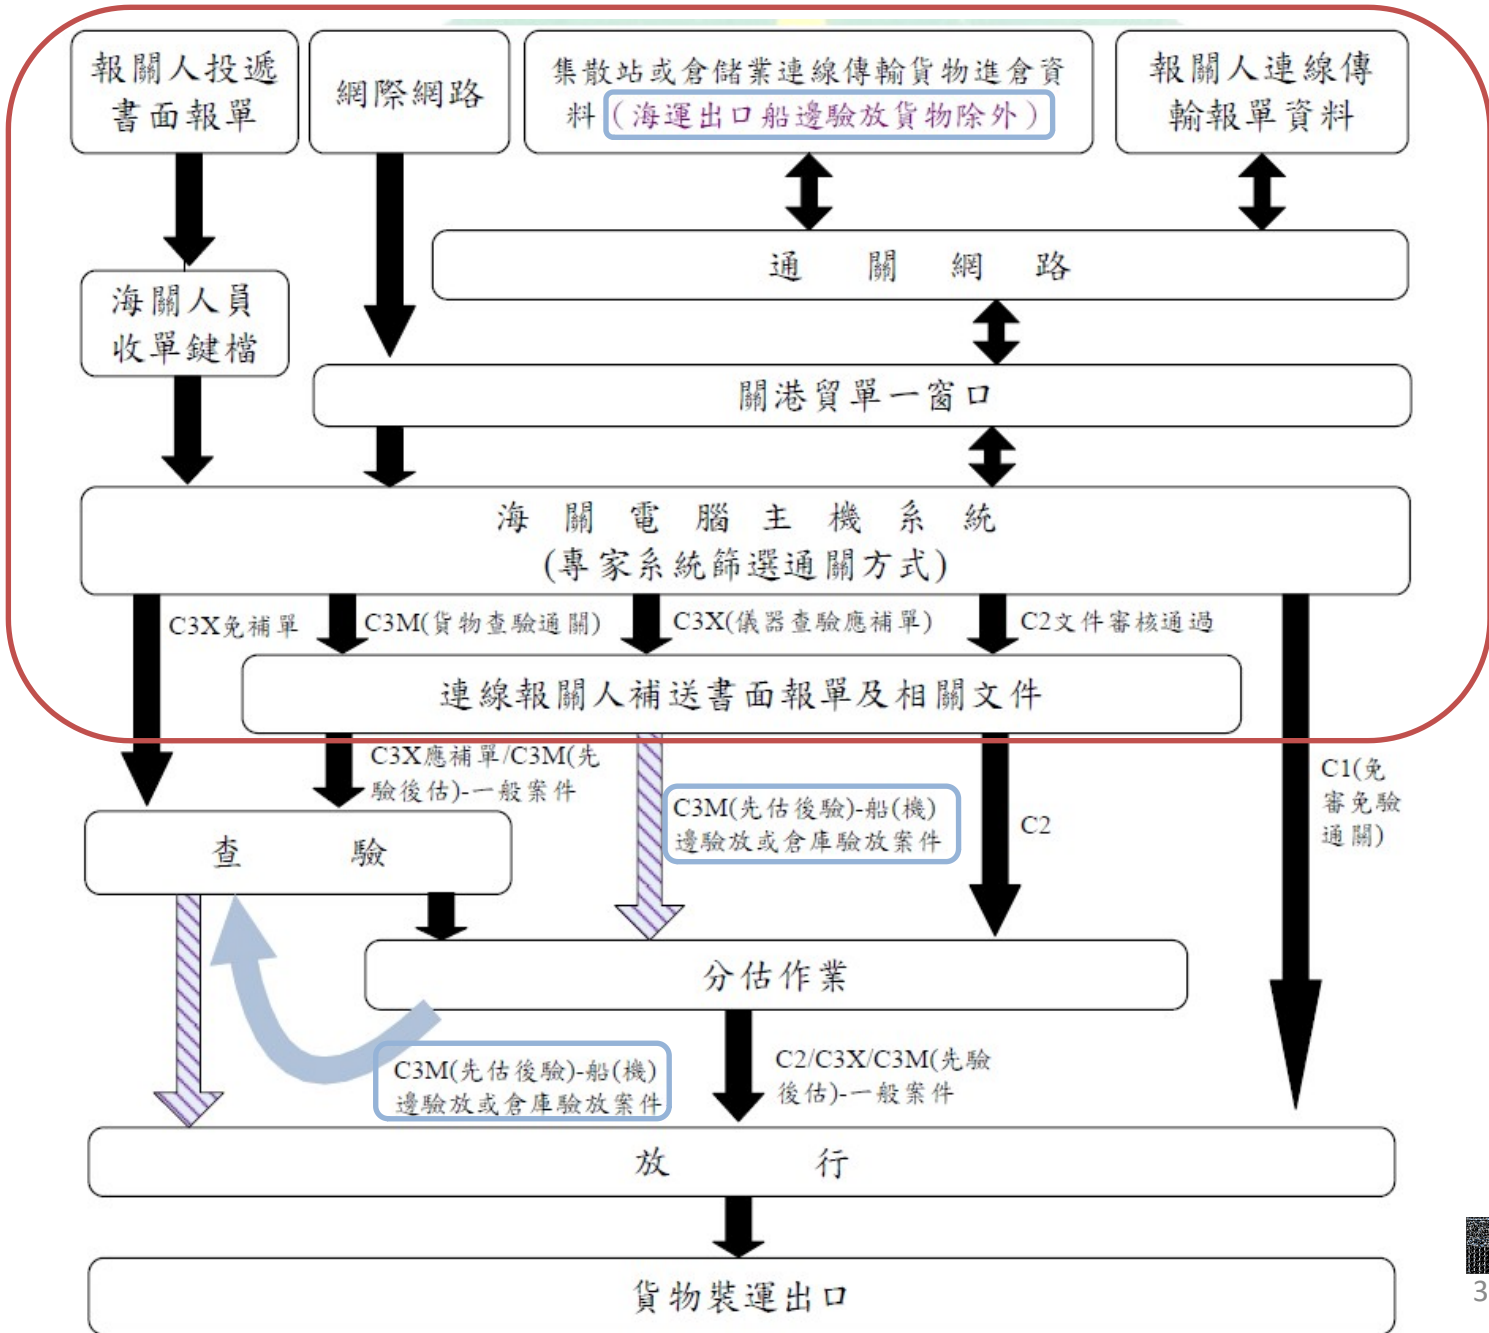 報關人投遞
書面報單
網際網路
集散站或倉儲業連線傳輸貨物進倉資
料(海運出口船邊驗放貨物除外)
報關人連線傳
輸報單資料
通關網路
海關人員
收單鍵檔
關港貿單一窗口
海關電腦主機系統
(專家系統篩選通關方式)
C3X免補單
C3M(貨物查驗通關)
C3X(儀器查驗應補單)
C2文件審核通過
連線報關人補送書面報單及相關文件
C3X應補單/C3M(先
驗後估)-一般案件
C3M(先估後驗)-船(機)
邊驗放或倉庫驗放案件
C2
C1(免
審免驗
通關)
查驗
分估作業
C3M(先估後驗)-船(機)
邊驗放或倉庫驗放案件
C2/C3X/C3M(先驗
後估)-一般案件
放行
貨物裝運出口
3